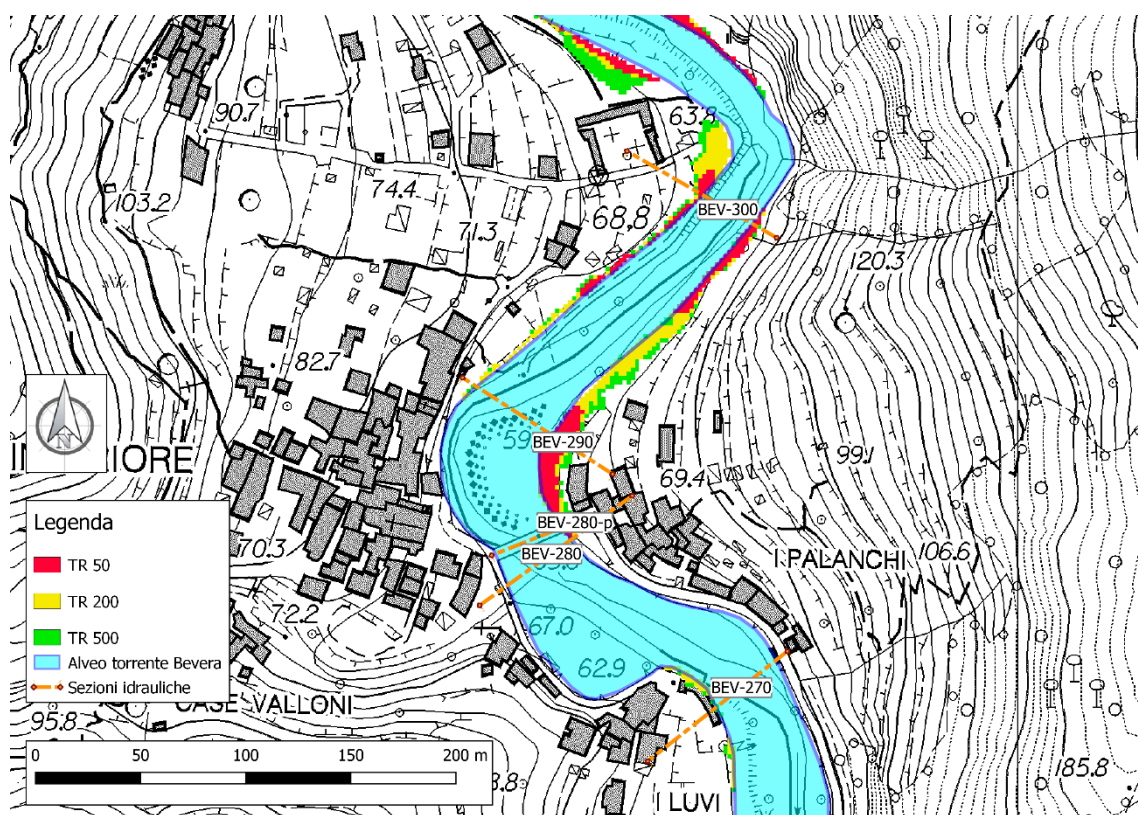 90.7
63.8
103.2
74.4
68,8
BEV-300
71.3
120.3
82.7
59
BEV-290
N
IORE
69.4
99.1
BEV-280-p
Legenda
70.3
BEV-280
I PALANCHI
106.6
TR 50
TR 200
72.2
67.0
TR 500
62.9
Alveo torrente Bevera
BEV-270
Sezioni idrauliche
CASE VALLONI
95.8
0 50 100 150 200 m
185.8
I LUVI